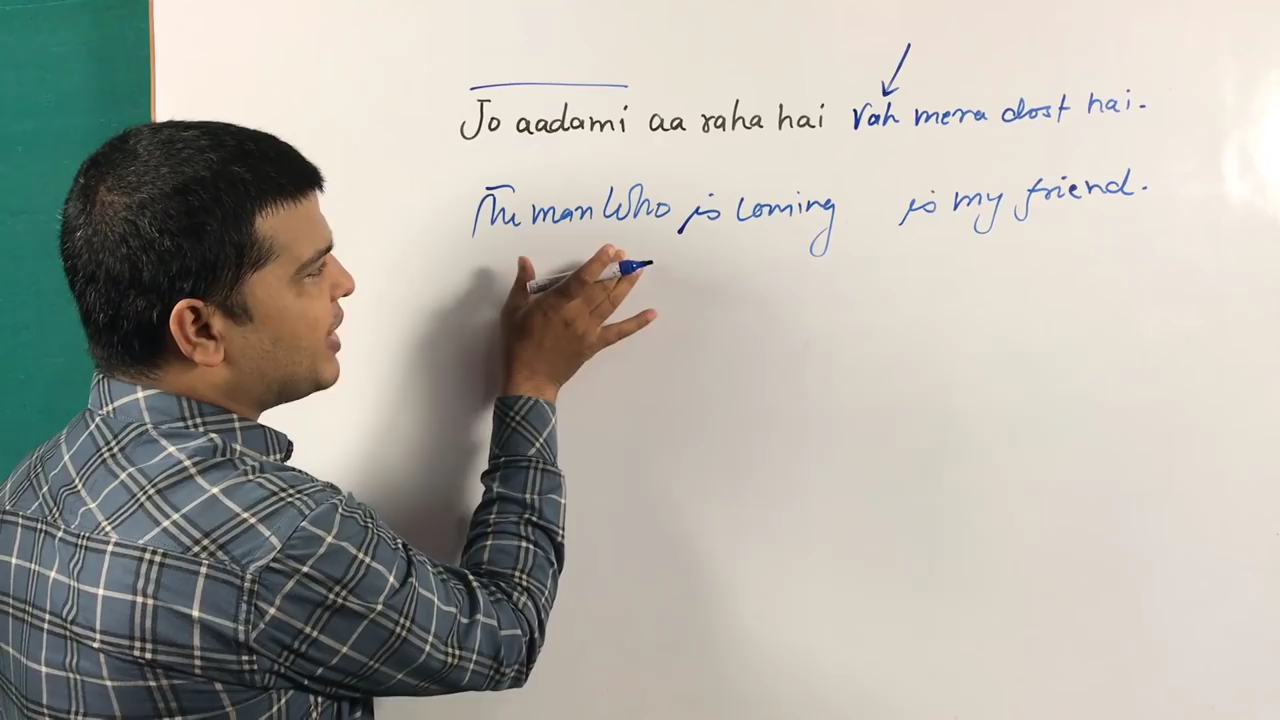 Jo aadami aa raha hai vah mera dost hai.
The man who is coming is my friend.